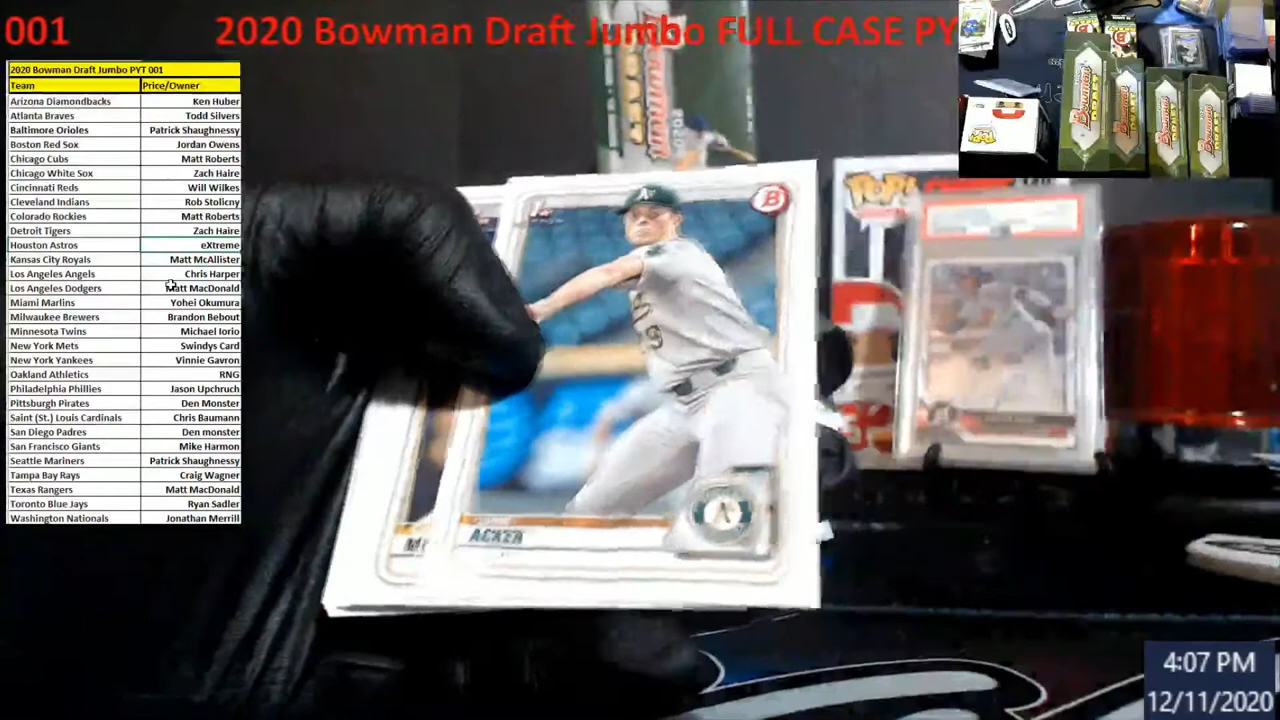 001 2020 Bowman Draft Jumbo FULL CASE PY
2020 Bowman Draft Jumbo PYT 001
Team Price/Owner
Arizona Diamondbacks Ken Huber
Atlanta Braves Todd Silvers
Baltimore Orioles Patrick Shaughnessy
Boston Red Sox Jordan Owens
Chicago Cubs Matt Roberts
Chicago White Sox Zach Haire
Cincinnati Reds Will Wilkes
Cleveland Indians Rob Stolicny
Colorado Rockies Matt Roberts
Detroit Tigers Zach Haire
Houston Astros eXtreme
Kansas City Royals Matt McAllister
Los Angeles Angels Chris Harper
Los Angeles Dodgers Matt MacDonald
Miami Marlins Yohei Okumura
Milwaukee Brewers Brandon Bebout
Minnesota Twins Michael Iorio
New York Mets Swindys Card
New York Yankees Vinnie Gavron
Oakland Athletics RNG
Philadelphia Phillies Jason Upchruch
Pittsburgh Pirates Den Monster
Saint (St.) Louis Cardinals Chris Baumann
San Diego Padres Den monster
San Francisco Giants Mike Harmon
Seattle Mariners Patrick Shaughnessy
Tampa Bay Rays Craig Wagner
Texas Rangers Matt MacDonald
Toronto Blue Jays Ryan Sadler
Washington Nationals Jonathan Merrill
A's
B
ACKER
A's
POP!
Bowman
DRAFT
4:07 PM
12/11/2020